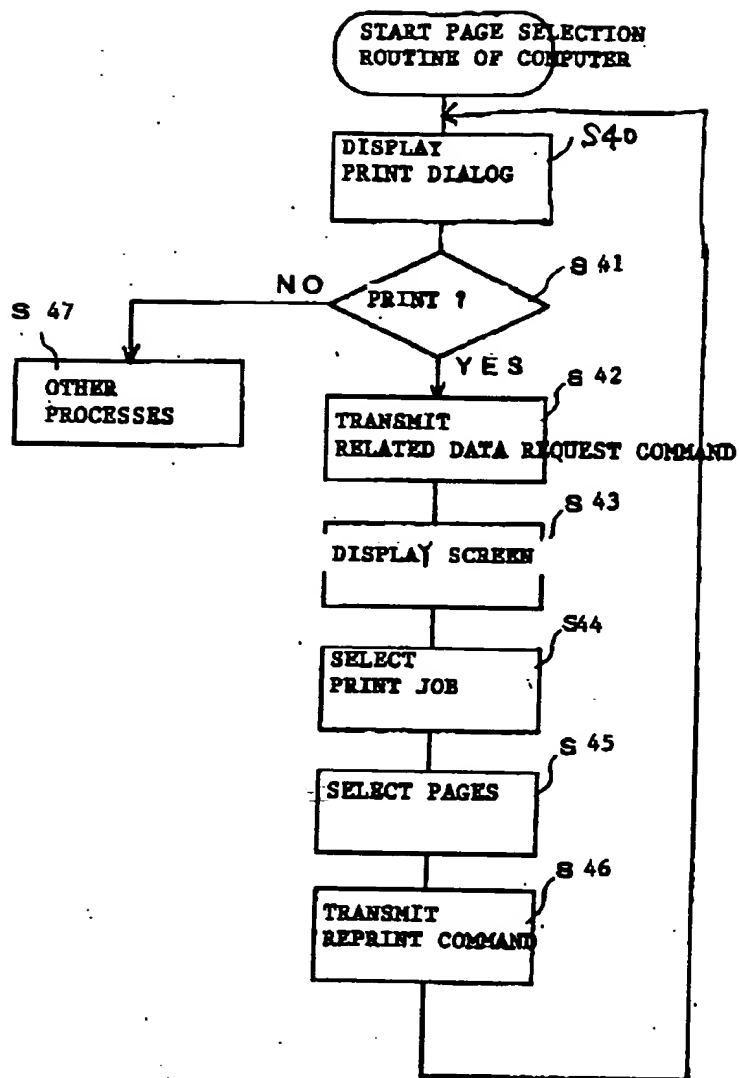 START PAGE SELECTION
ROUTINE OF COMPUTER
DISPLAY
PRINT DIALOG
S40
PRINT ?
S 41
NO
YES
S 47
OTHER
PROCESSES
S 42
TRANSMIT
RELATED DATA REQUEST COMMAND
S 43
DISPLAY SCREEN
S44
SELECT
PRINT JOB
S 45
SELECT PAGES
S 46
TRANSMIT
REPRINT COMMAND